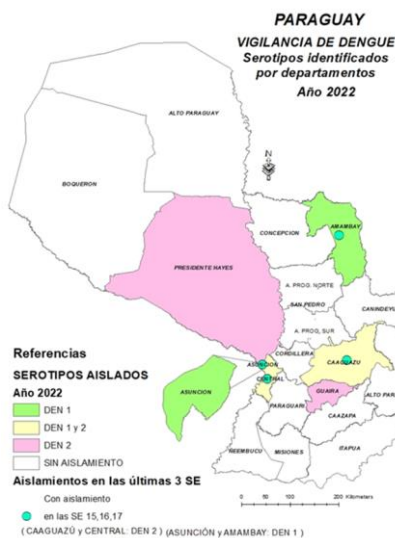 PARAGUAY
VIGILANCIA DE DENGUE
Serotipos identificados
por departamentos
Año 2022
ALTO PARAGUAY
BOQUERON
N
CONCEPCION
AMAMBAY
PRESIDENTE HAYES
A. PROG. NORTE
SAN PEDRO
CANINDEYU
A. PROG. SUR
CORDILLERA
ASUNCION
CAAGUAZU
CENTRAL
ASUNCION
GUAIRA
ALTO PARA
PARAGUARI
CAAZAPA
ÑEEMBUCU
MISIONES
ITAPUA
Referencias
SEROTIPOS AISLADOS
Año 2022
DEN 1
DEN 1 y 2
DEN 2
SIN AISLAMIENTO
Aislamientos en las últimas 3 SE
Con aislamiento
en las SE 15,16,17
0 100 200 Kilometers
(CAAGUAZÚ y CENTRAL: DEN 2) (ASUNCIÓN y AMAMBAY: DEN 1)